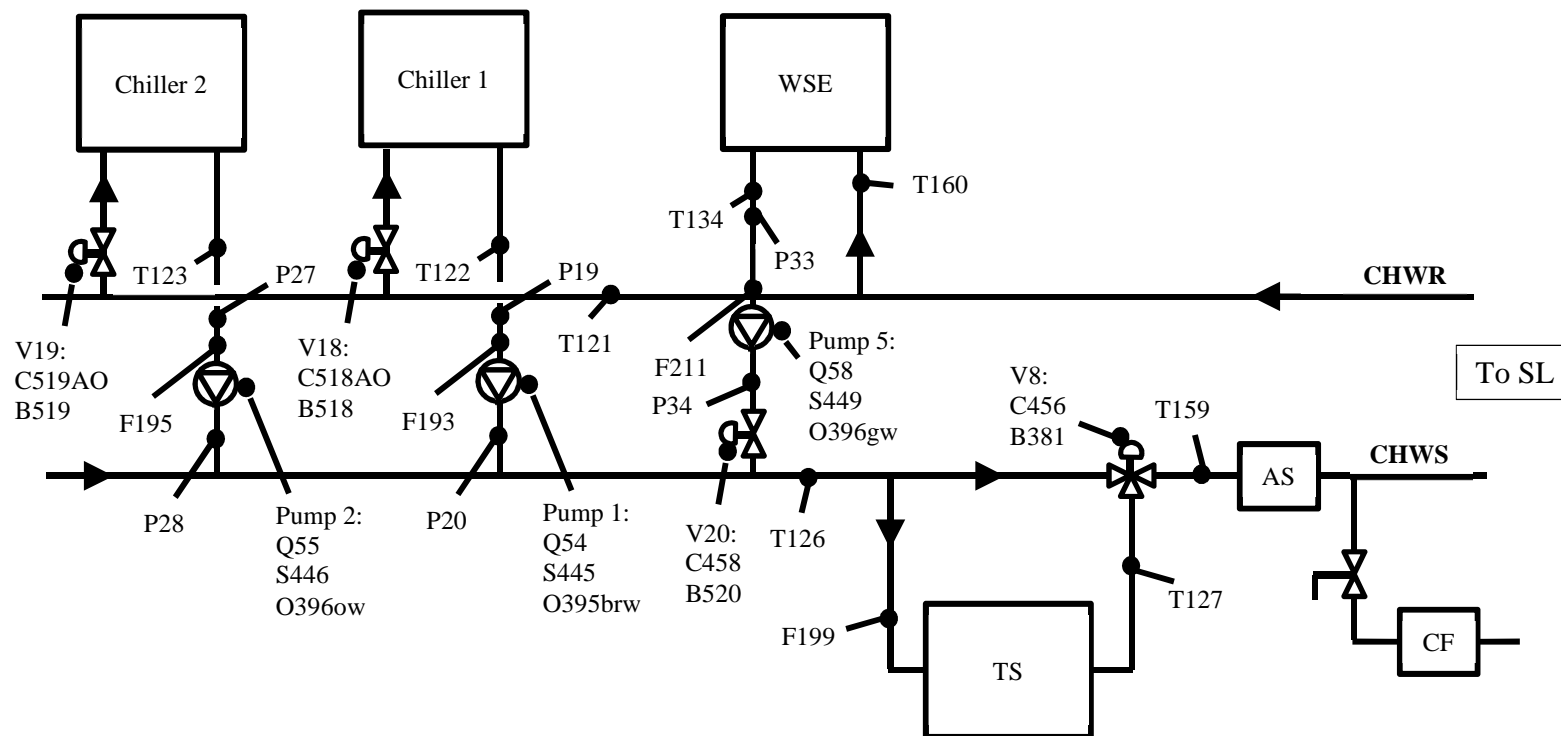 Chiller 2
Chiller 1
WSE
T160
T134
P33
T123
P27
T122
P19
CHWR
T121
V19:
C519AO
B519
V18:
C518AO
B518
F211
Pump 5:
Q58
S449
O396gw
To SL
F195
F193
P34
V8:
C456
B381
T159
CHWS
AS
P28
Pump 2:
Q55
S446
O396ow
P20
Pump 1:
Q54
S445
O395brw
V20:
C458
B520
T126
T127
F199
TS
CF